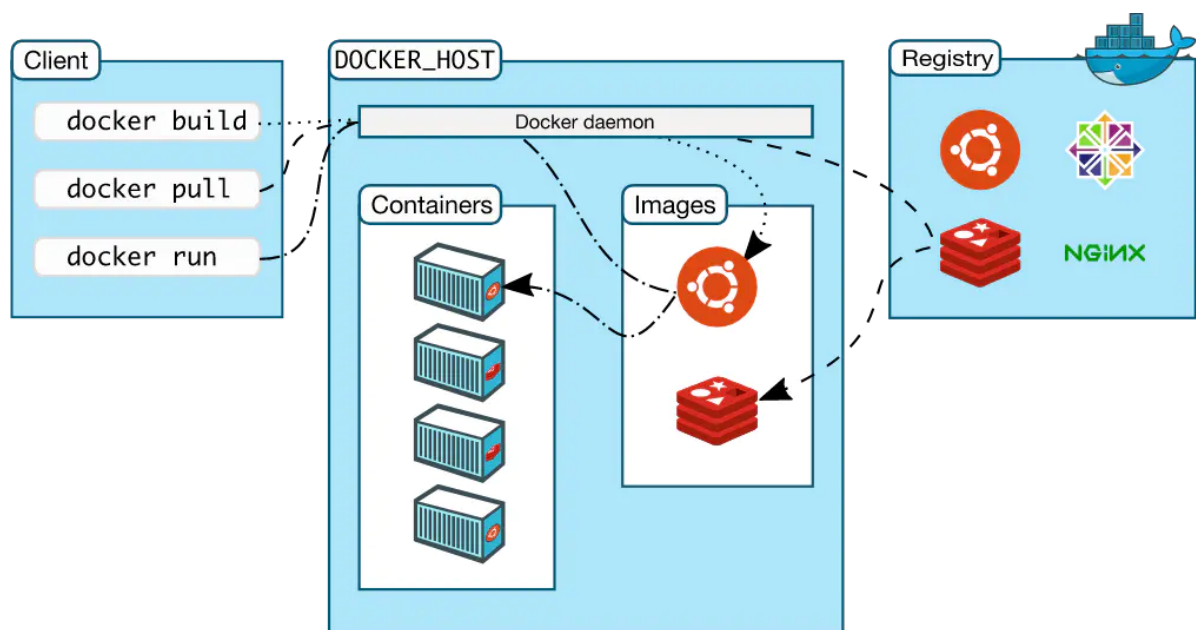 Client
docker build
docker pull
docker run
DOCKER_HOST
Docker daemon
Containers
Images
Registry
NGiNX